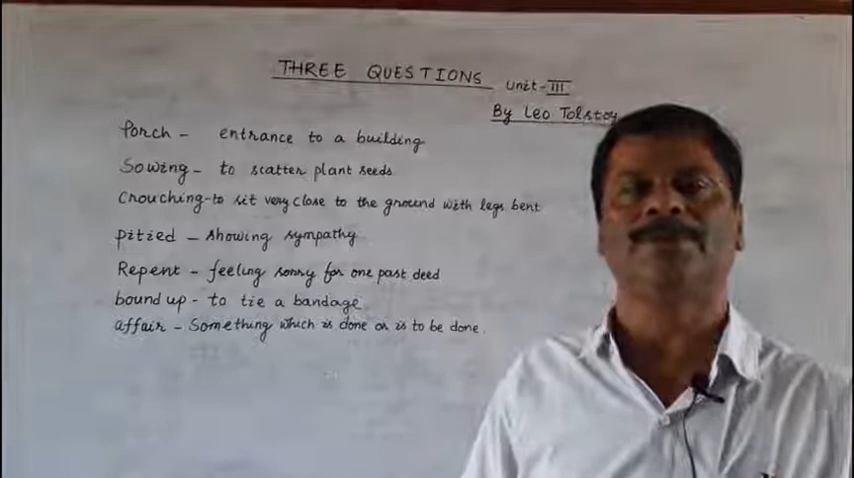 THREE QUESTIONS Unit-III
By Leo Tolstoy
Porch - entrance to a building
Sowing - to scatter plant seeds
Crouching - to sit very close to the ground with legs bent
pitied - showing sympathy
Repent - feeling sorry for one past deed
bound up - to tie a bandage
affair - Something which is done or is to be done.